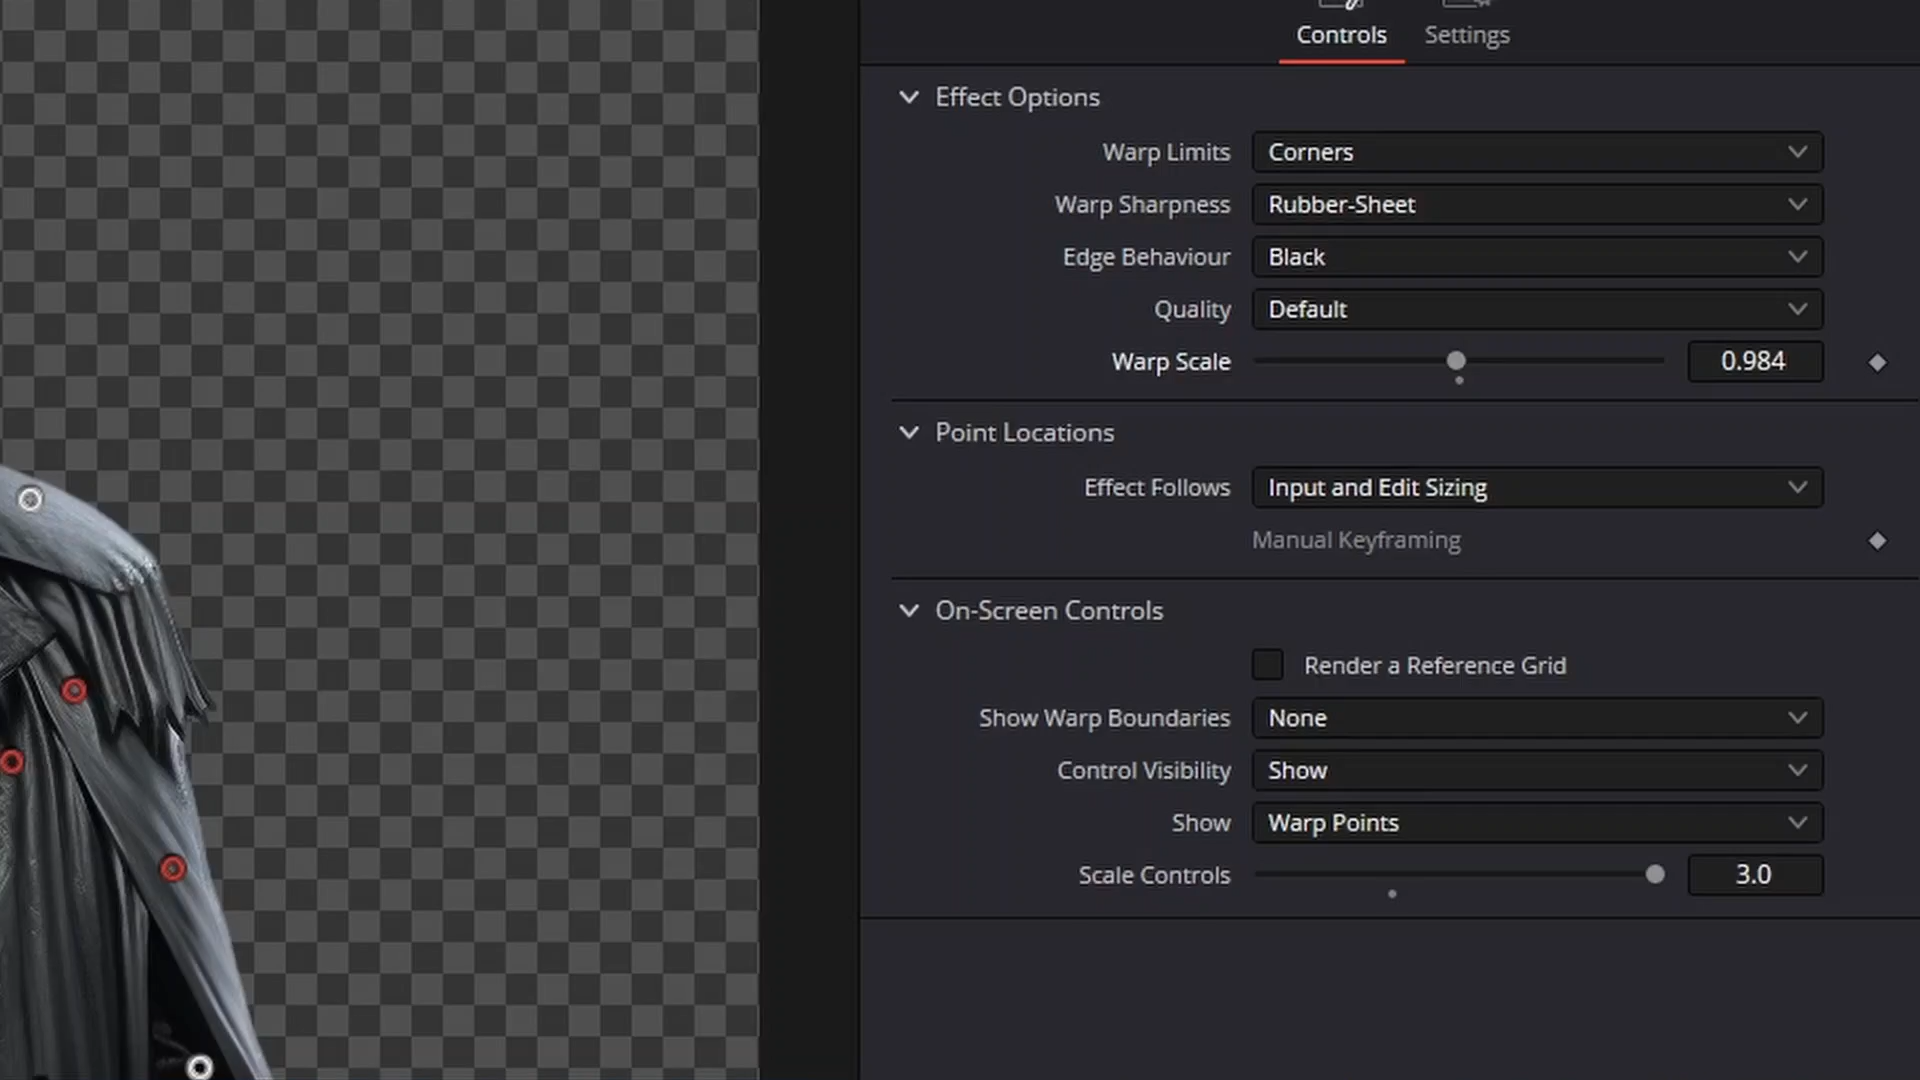 Controls Settings
Effect Options
Warp Limits Corners
Warp Sharpness Rubber-Sheet
Edge Behaviour Black
Quality Default
Warp Scale 0.984
Point Locations
Effect Follows Input and Edit Sizing
Manual Keyframing
On-Screen Controls
Render a Reference Grid
Show Warp Boundaries None
Control Visibility Show
Show Warp Points
Scale Controls 3.0